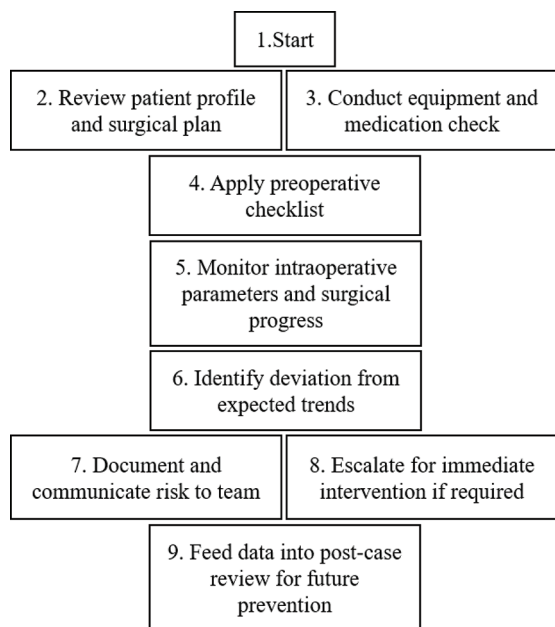 1.Start
2. Review patient profile
and surgical plan
3. Conduct equipment and
medication check
4. Apply preoperative
checklist
5. Monitor intraoperative
parameters and surgical
progress
6. Identify deviation from
expected trends
7. Document and
communicate risk to team
8. Escalate for immediate
intervention if required
9. Feed data into post-case
review for future
prevention